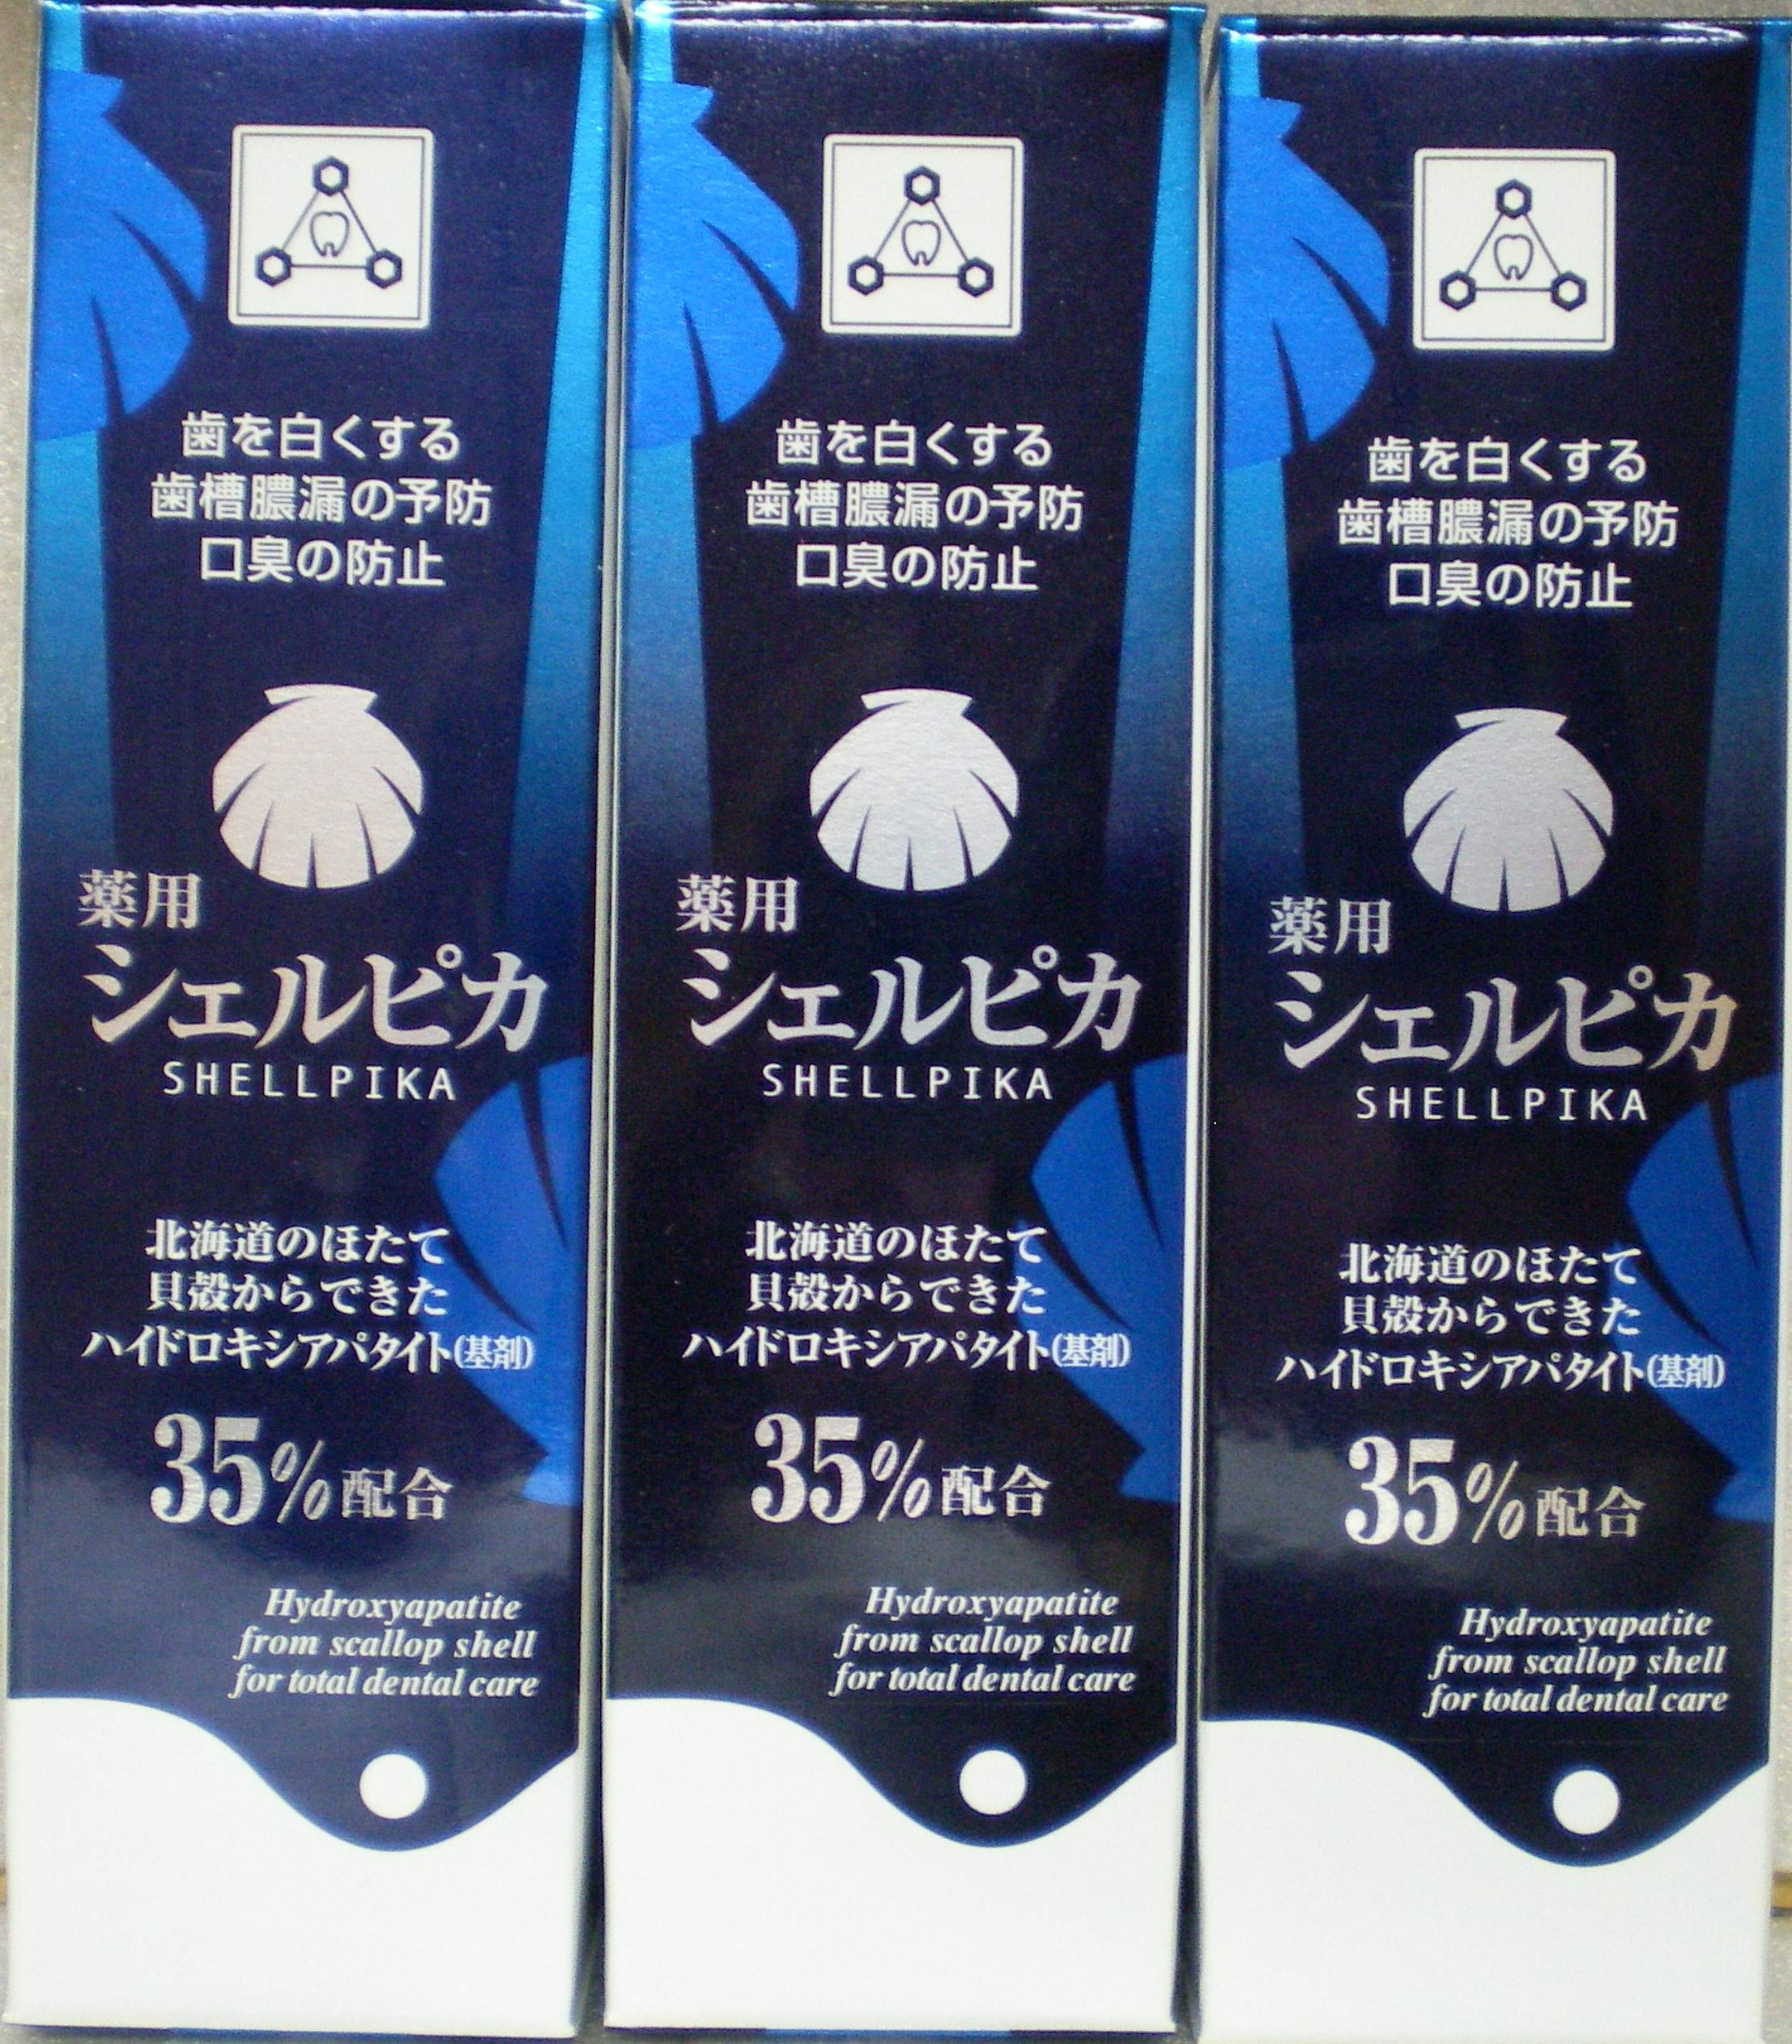 歯を白くする
歯槽膿漏の予防
口臭の防止
薬用
シェルピカ
SHELLPIKA
北海道のほたて
貝殻からできた
ハイドロキシアパタイト(基剤)
35%配合
Hydroxyapatite
from scallop shell
for total dental care
歯を白くする
歯槽膿漏の予防
口臭の防止
薬用
シェルピカ
SHELLPIKA
北海道のほたて
貝殻からできた
ハイドロキシアパタイト(基剤)
35%配合
Hydroxyapatite
from scallop shell
for total dental care
歯を白くする
歯槽膿漏の予防
口臭の防止
薬用
シェルピカ
SHELLPIKA
北海道のほたて
貝殻からできた
ハイドロキシアパタイト(基剤)
35%配合
Hydroxyapatite
from scallop shell
for total dental care